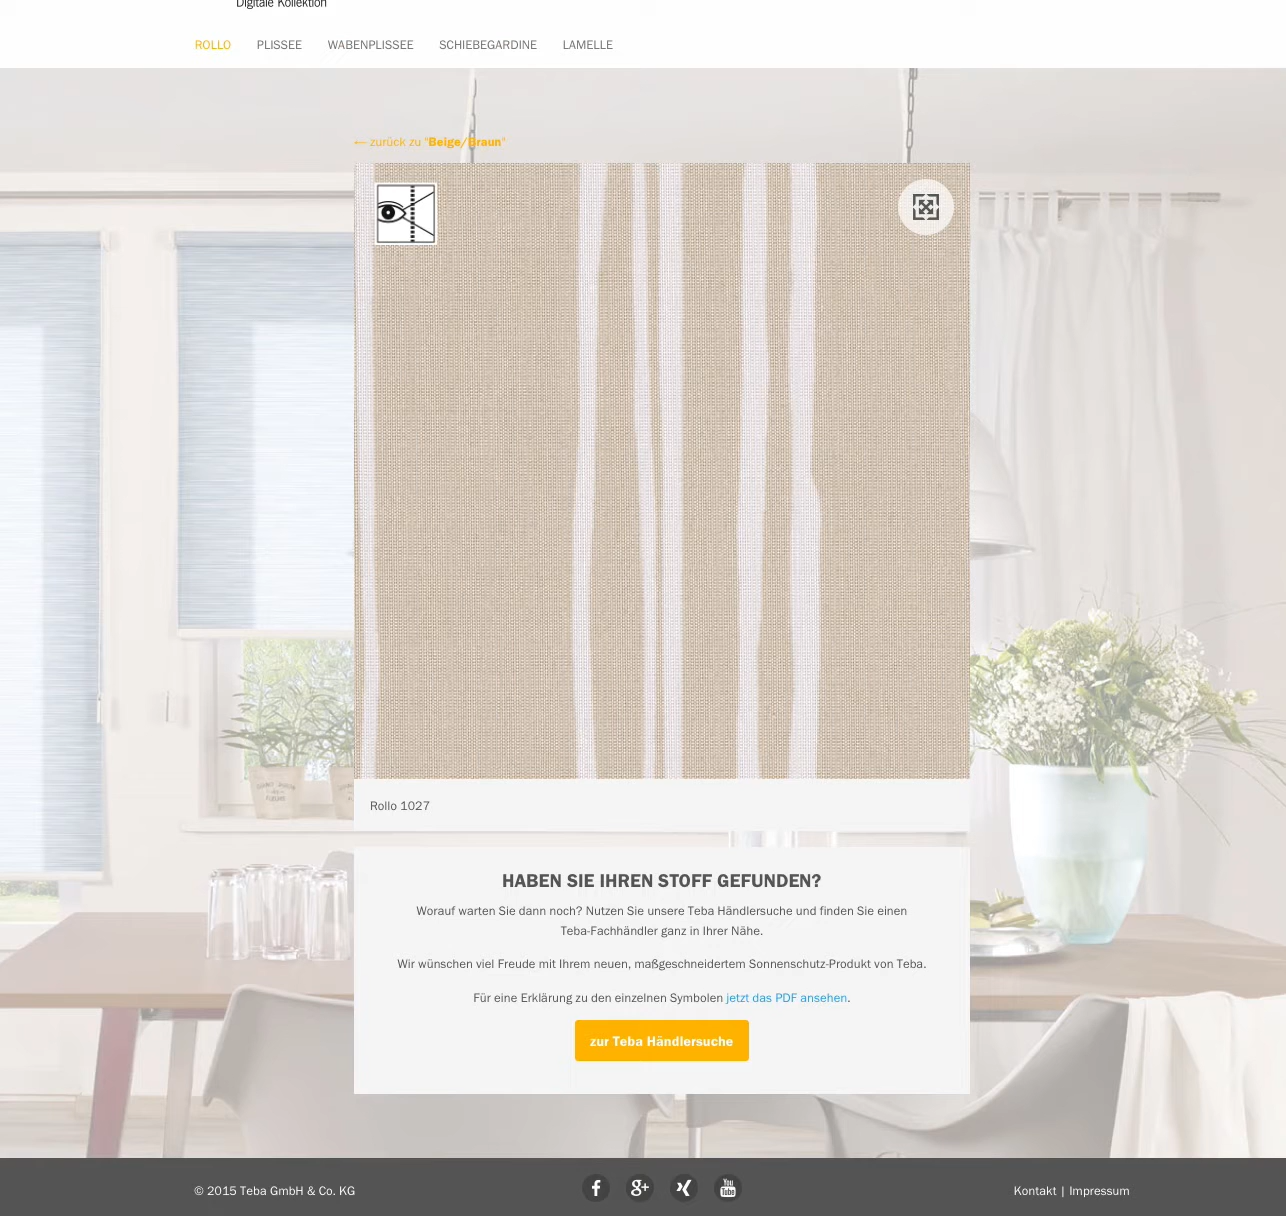 Digitale Kollektion
ROLLO PLISSEE WABENPLISSEE SCHIEBEGARDINE LAMELLE
← zurück zu "Beige/Braun"
Rollo 1027
HABEN SIE IHREN STOFF GEFUNDEN?
Worauf warten Sie dann noch? Nutzen Sie unsere Teba Händlersuche und finden Sie einen
Teba-Fachhändler ganz in Ihrer Nähe.
Wir wünschen viel Freude mit Ihrem neuen, maßgeschneidertem Sonnenschutz-Produkt von Teba.
Für eine Erklärung zu den einzelnen Symbolen jetzt das PDF ansehen.
zur Teba Händlersuche
© 2015 Teba GmbH & Co. KG
You Tube
Kontakt | Impressum